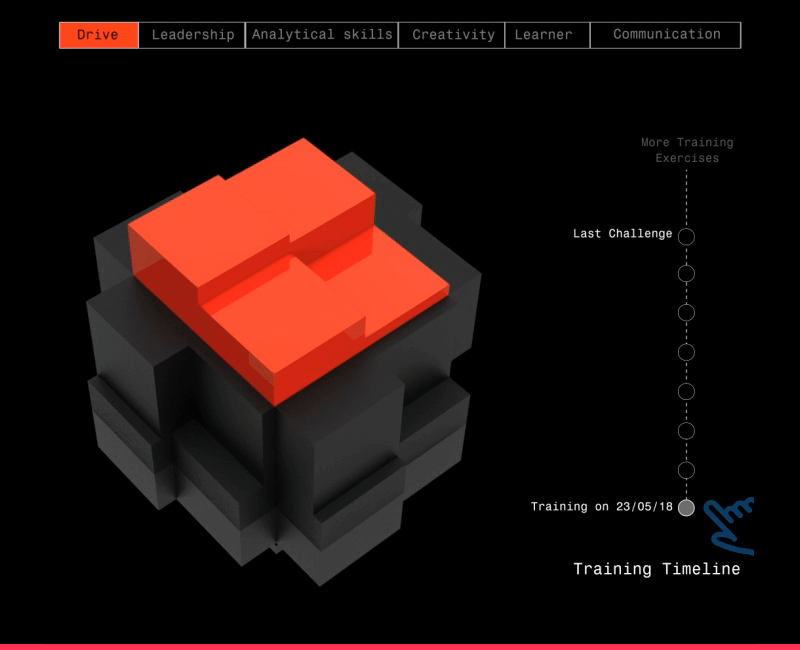 Drive Leadership Analytical skills Creativity Learner Communication
More Training
Exercises
Last Challenge
Training on 23/05/18
Training Timeline